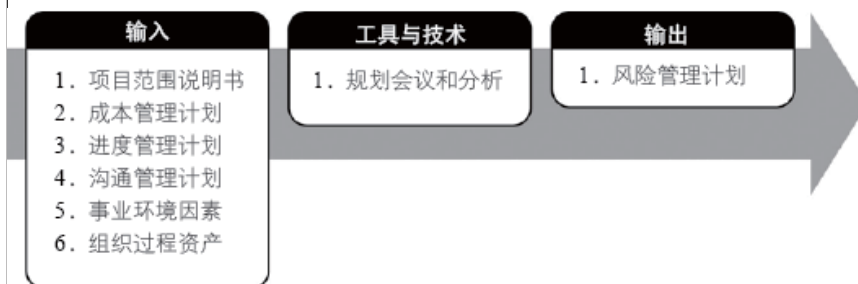 输入
1. 项目范围说明书
2. 成本管理计划
3. 进度管理计划
4. 沟通管理计划
5. 事业环境因素
6. 组织过程资产
工具与技术
1. 规划会议和分析
输出
1. 风险管理计划